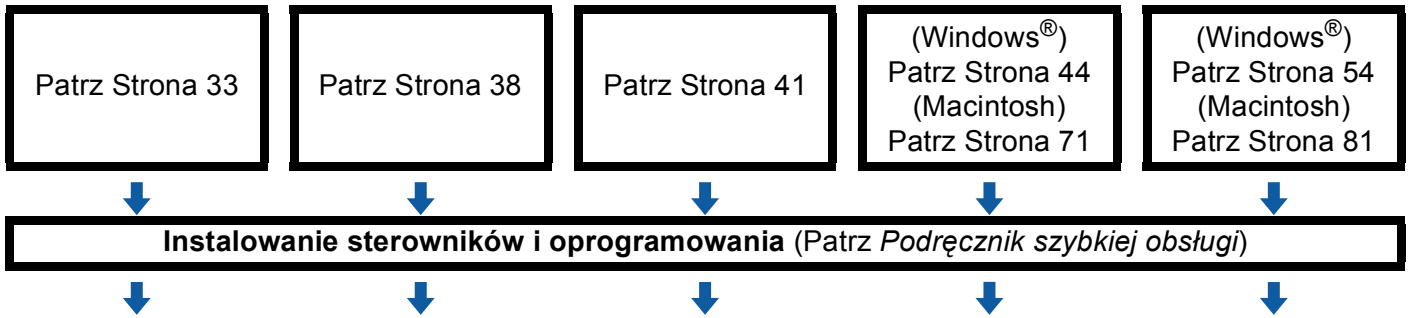 Patrz Strona 33
Patrz Strona 38
Patrz Strona 41
(Windows®)
Patrz Strona 44
(Macintosh)
Patrz Strona 71
(Windows®)
Patrz Strona 54
(Macintosh)
Patrz Strona 81
Instalowanie sterowników i oprogramowania (Patrz Podręcznik szybkiej obsługi)